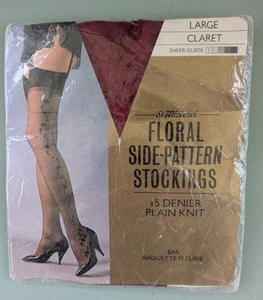 LARGE
CLARET
SHEER GUIDE
St Michael
FLORAL
SIDE-PATTERN
STOCKINGS
15 DENIER
PLAIN KNIT
BAS
BAGUETTE FLEURIE